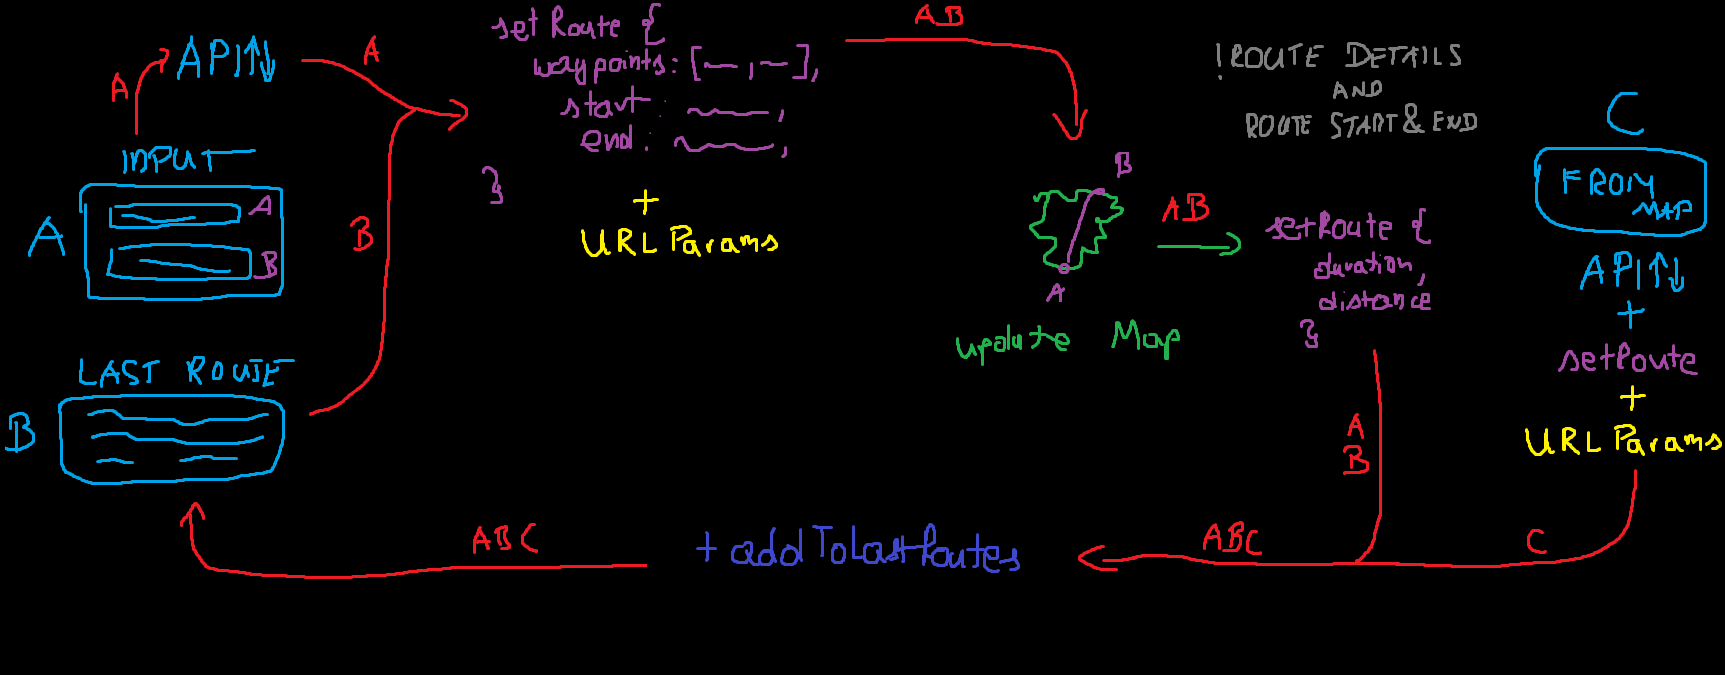 A
API↑↓
A
INPUT
A
A
B
B
LAST ROUTE
B
set Route {
waypoints: [—, —],
start: ———,
end: ———,
}
+
URL Params
AB
B
A
update Map
AB
!ROUTE DETAILS
AND
ROUTE START & END
setRoute {
duration,
distance
}
A
B
C
FROM
MAP
API↑↓
+
setRoute
+
URL Params
C
ABC
+ addToLastRoutes
ABC